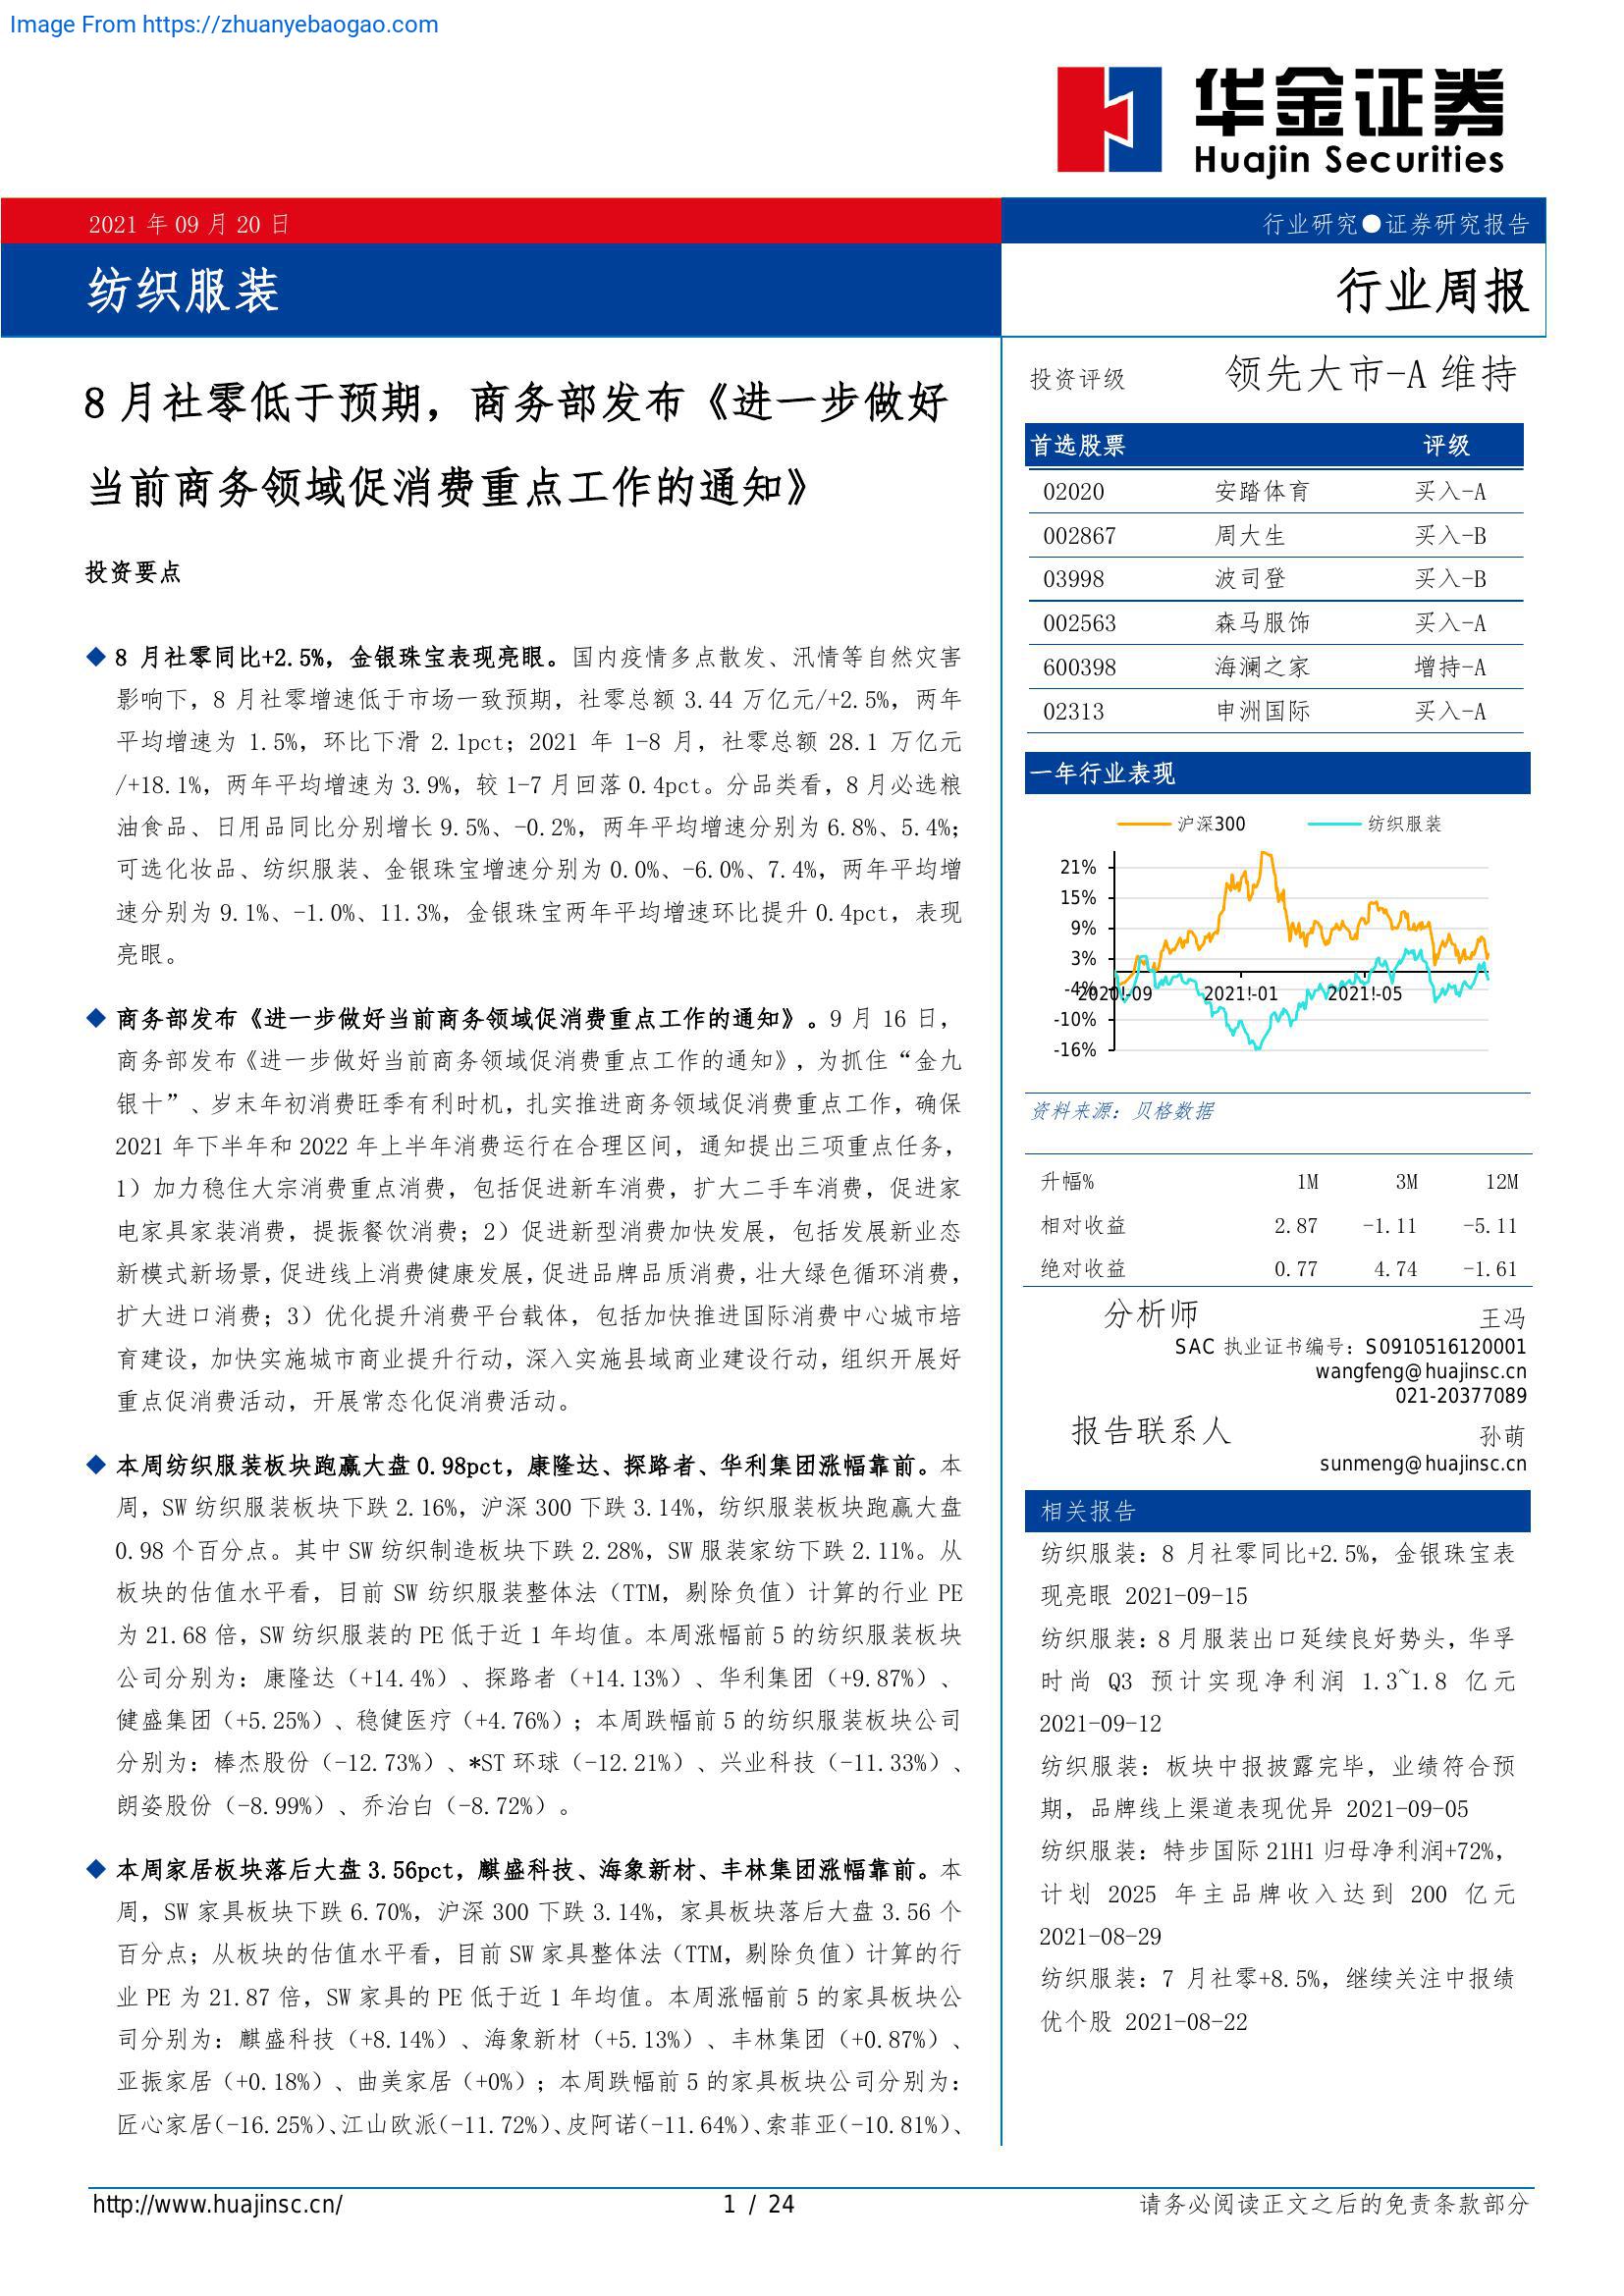 Image From https://zhuanyebaogao.com
华金证券
Huajin Securities
2021 年 09 月 20 日
行业研究●证券研究报告
纺织服装
行业周报
8 月社零低于预期，商务部发布《进一步做好
当前商务领域促消费重点工作的通知》
投资要点
◆ 8 月社零同比+2.5%，金银珠宝表现亮眼。国内疫情多点散发、汛情等自然灾害
影响下，8 月社零增速低于市场一致预期，社零总额 3.44 万亿元/+2.5%，两年
平均增速为 1.5%，环比下滑 2.1pct；2021 年 1-8 月，社零总额 28.1 万亿元
/+18.1%，两年平均增速为 3.9%，较 1-7 月回落 0.4pct。分品类看，8 月必选粮
油食品、日用品同比分别增长 9.5%、-0.2%，两年平均增速分别为 6.8%、5.4%；
可选化妆品、纺织服装、金银珠宝增速分别为 0.0%、-6.0%、7.4%，两年平均增
速分别为 9.1%、-1.0%、11.3%，金银珠宝两年平均增速环比提升 0.4pct，表现
亮眼。
◆ 商务部发布《进一步做好当前商务领域促消费重点工作的通知》。9 月 16 日，
商务部发布《进一步做好当前商务领域促消费重点工作的通知》，为抓住“金九
银十”、岁末年初消费旺季有利时机，扎实推进商务领域促消费重点工作，确保
2021 年下半年和 2022 年上半年消费运行在合理区间，通知提出三项重点任务，
1）加力稳住大宗消费重点消费，包括促进新车消费，扩大二手车消费，促进家
电家具家装消费，提振餐饮消费；2）促进新型消费加快发展，包括发展新业态
新模式新场景，促进线上消费健康发展，促进品牌品质消费，壮大绿色循环消费，
扩大进口消费；3）优化提升消费平台载体，包括加快推进国际消费中心城市培
育建设，加快实施城市商业提升行动，深入实施县域商业建设行动，组织开展好
重点促消费活动，开展常态化促消费活动。
◆ 本周纺织服装板块跑赢大盘 0.98pct，康隆达、探路者、华利集团涨幅靠前。本
周，SW 纺织服装板块下跌 2.16%，沪深 300 下跌 3.14%，纺织服装板块跑赢大盘
0.98 个百分点。其中 SW 纺织制造板块下跌 2.28%，SW 服装家纺下跌 2.11%。从
板块的估值水平看，目前 SW 纺织服装整体法（TTM，剔除负值）计算的行业 PE
为 21.68 倍，SW 纺织服装的 PE 低于近 1 年均值。本周涨幅前 5 的纺织服装板块
公司分别为：康隆达（+14.4%）、探路者（+14.13%）、华利集团（+9.87%）、
健盛集团（+5.25%）、稳健医疗（+4.76%）；本周跌幅前 5 的纺织服装板块公司
分别为：棒杰股份（-12.73%）、*ST 环球（-12.21%）、兴业科技（-11.33%）、
朗姿股份（-8.99%）、乔治白（-8.72%）。
◆ 本周家居板块落后大盘 3.56pct，麒盛科技、海象新材、丰林集团涨幅靠前。本
周，SW 家具板块下跌 6.70%，沪深 300 下跌 3.14%，家具板块落后大盘 3.56 个
百分点；从板块的估值水平看，目前 SW 家具整体法（TTM，剔除负值）计算的行
业 PE 为 21.87 倍，SW 家具的 PE 低于近 1 年均值。本周涨幅前 5 的家具板块公
司分别为：麒盛科技（+8.14%）、海象新材（+5.13%）、丰林集团（+0.87%）、
亚振家居（+0.18%）、曲美家居（+0%）；本周跌幅前 5 的家具板块公司分别为：
匠心家居(-16.25%)、江山欧派(-11.72%)、皮阿诺(-11.64%)、索菲亚(-10.81%)、
投资评级 领先大市-A 维持
首选股票 评级
02020 安踏体育 买入-A
002867 周大生 买入-B
03998 波司登 买入-B
002563 森马服饰 买入-A
600398 海澜之家 增持-A
02313 申洲国际 买入-A
一年行业表现
沪深300 纺织服装
21%
15%
9%
3%
-4%
-10%
-16%
2020!-09 2021!-01 2021!-05
资料来源：贝格数据
升幅% 1M 3M 12M
相对收益 2.87 -1.11 -5.11
绝对收益 0.77 4.74 -1.61
分析师 王冯
SAC 执业证书编号：S0910516120001
wangfeng@huajinsc.cn
021-20377089
报告联系人 孙萌
sunmeng@huajinsc.cn
相关报告
纺织服装：8 月社零同比+2.5%，金银珠宝表
现亮眼 2021-09-15
纺织服装：8 月服装出口延续良好势头，华孚
时尚 Q3 预计实现净利润 1.3~1.8 亿元
2021-09-12
纺织服装：板块中报披露完毕，业绩符合预
期，品牌线上渠道表现优异 2021-09-05
纺织服装：特步国际 21H1 归母净利润+72%，
计划 2025 年主品牌收入达到 200 亿元
2021-08-29
纺织服装：7 月社零+8.5%，继续关注中报绩
优个股 2021-08-22
http://www.huajinsc.cn/
1 / 24
请务必阅读正文之后的免责条款部分